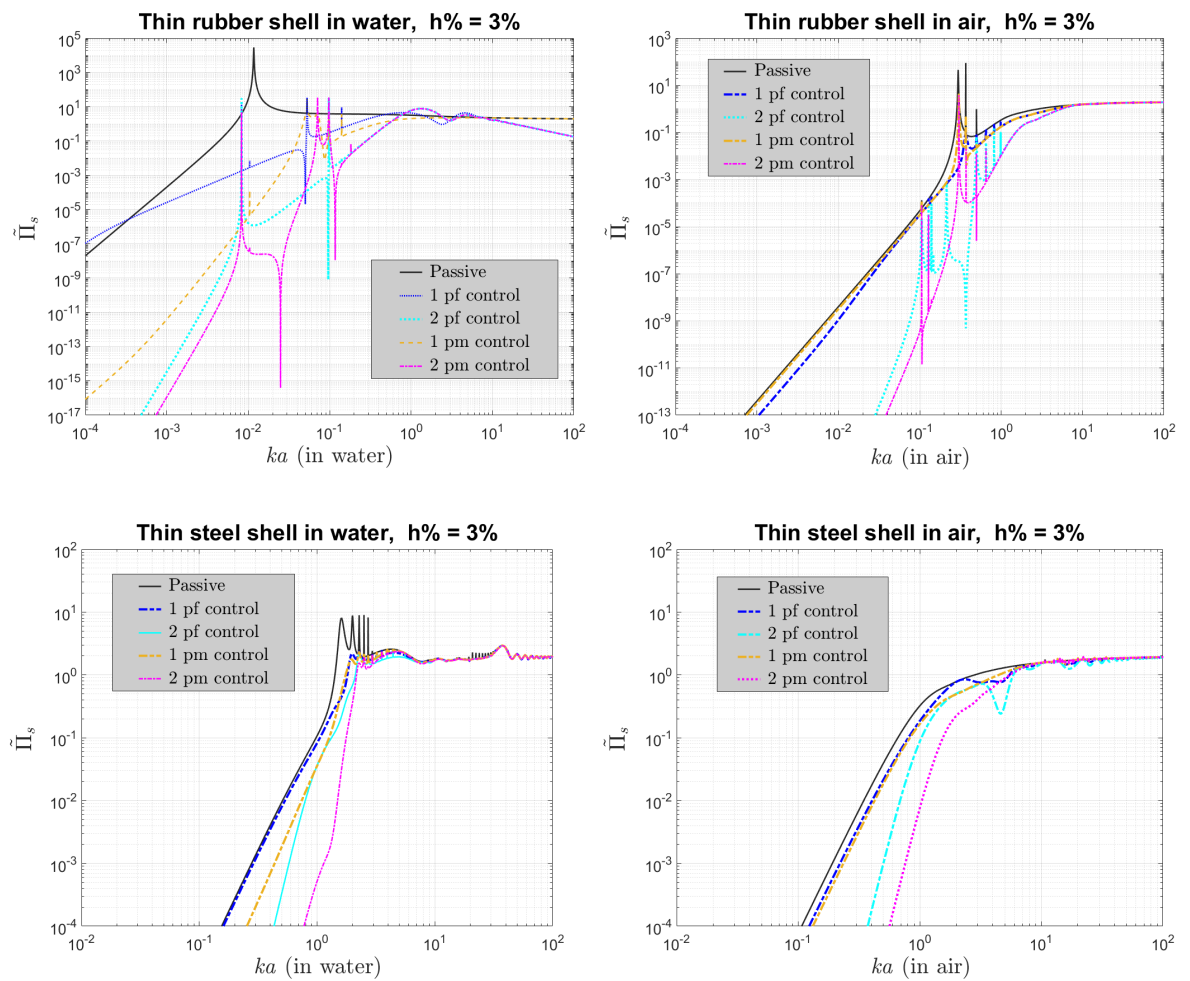 Thin rubber shell in water, h% = 3%
10^5
10^3
10^1
10^-1
10^-3
10^-5
10^-7
10^-9
10^-11
10^-13
10^-15
10^-17
Π̃_s
Passive
1 pf control
2 pf control
1 pm control
2 pm control
10^-4 10^-3 10^-2 10^-1 10^0 10^1 10^2
ka (in water)
Thin rubber shell in air, h% = 3%
10^3
10^1
10^-1
10^-3
10^-5
10^-7
10^-9
10^-11
10^-13
Π̃_s
Passive
1 pf control
2 pf control
1 pm control
2 pm control
10^-4 10^-3 10^-2 10^-1 10^0 10^1 10^2
ka (in air)
Thin steel shell in water, h% = 3%
10^2
10^1
10^0
10^-1
10^-2
10^-3
10^-4
Π̃_s
Passive
1 pf control
2 pf control
1 pm control
2 pm control
10^-2 10^-1 10^0 10^1 10^2
ka (in water)
Thin steel shell in air, h% = 3%
10^2
10^1
10^0
10^-1
10^-2
10^-3
10^-4
Π̃_s
Passive
1 pf control
2 pf control
1 pm control
2 pm control
10^-2 10^-1 10^0 10^1 10^2
ka (in air)